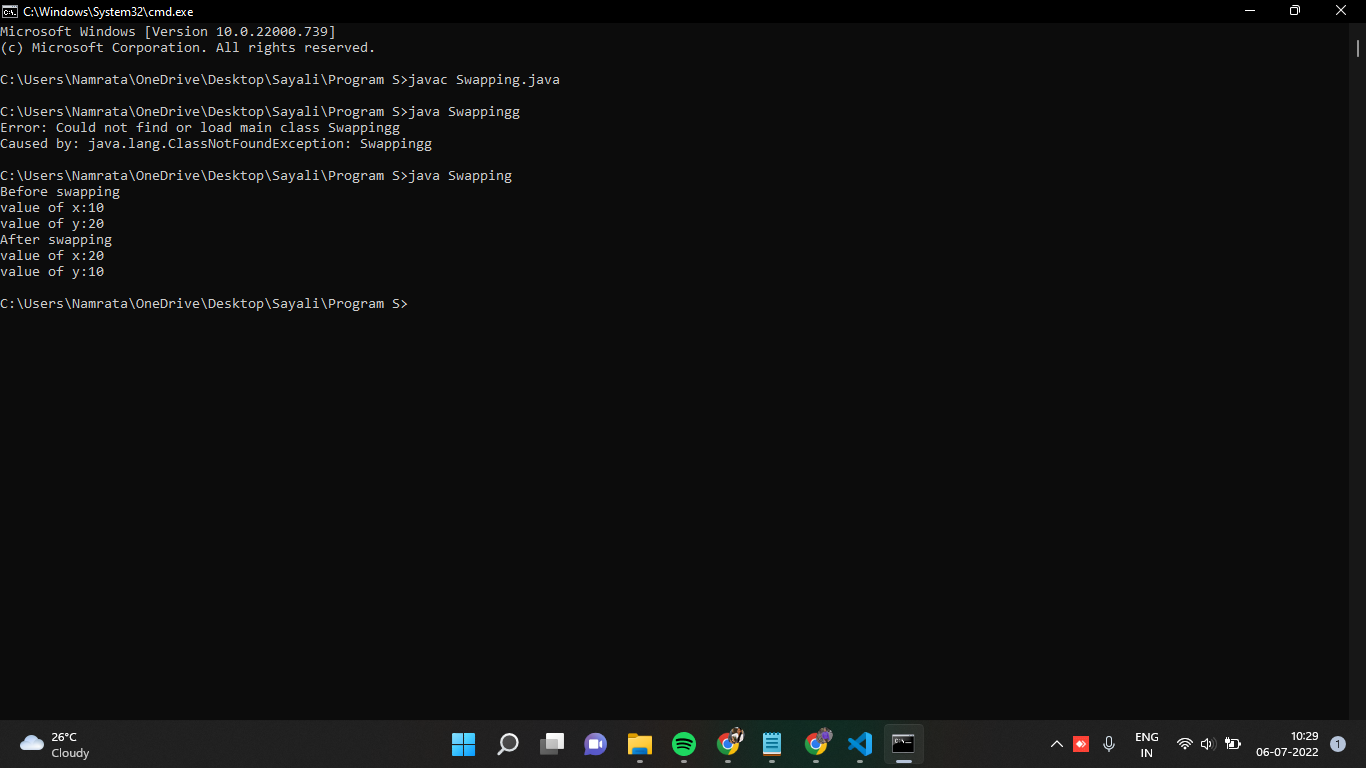 C:\Windows\System32\cmd.exe
Microsoft Windows [Version 10.0.22000.739]
(c) Microsoft Corporation. All rights reserved.
C:\Users\Namrata\OneDrive\Desktop\Sayali\Program S>javac Swapping.java
C:\Users\Namrata\OneDrive\Desktop\Sayali\Program S>java Swappingg
Error: Could not find or load main class Swappingg
Caused by: java.lang.ClassNotFoundException: Swappingg
C:\Users\Namrata\OneDrive\Desktop\Sayali\Program S>java Swapping
Before swapping
value of x:10
value of y:20
After swapping
value of x:20
value of y:10
C:\Users\Namrata\OneDrive\Desktop\Sayali\Program S>
26°C
Cloudy
ENG
IN
10:29
06-07-2022
1